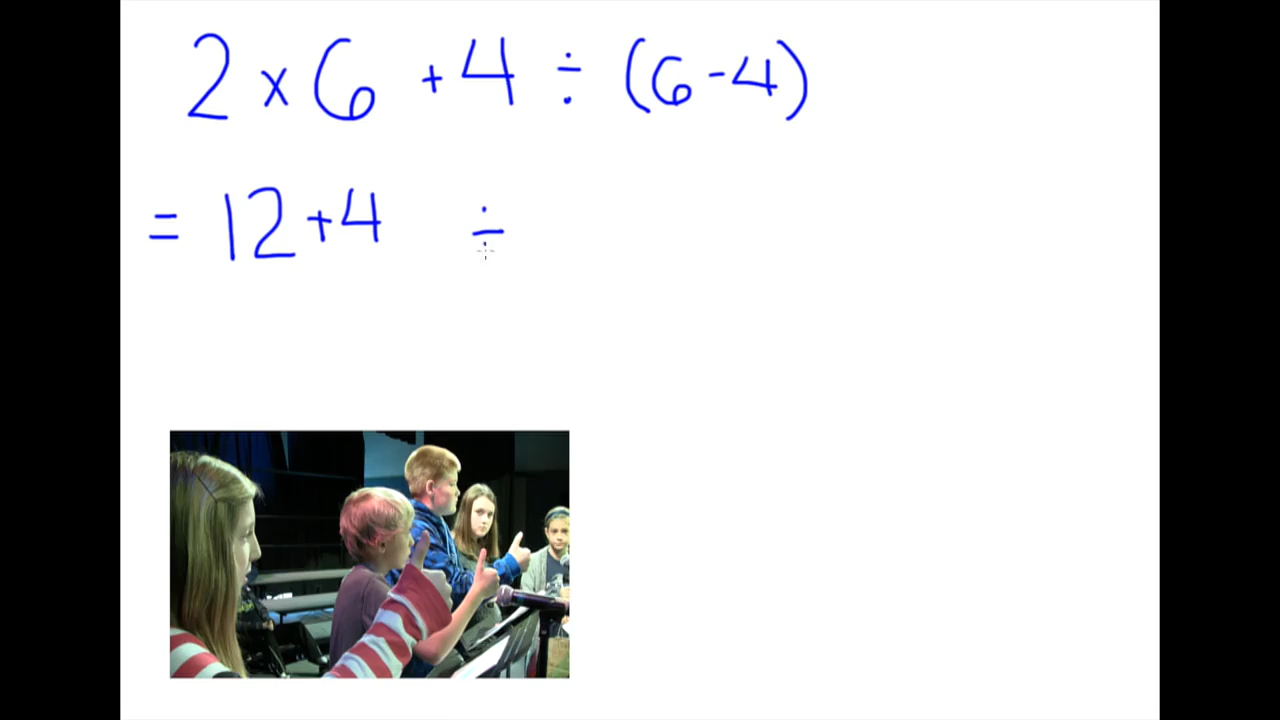 2 × 6 + 4 ÷ (6 - 4)
= 12 + 4 ÷